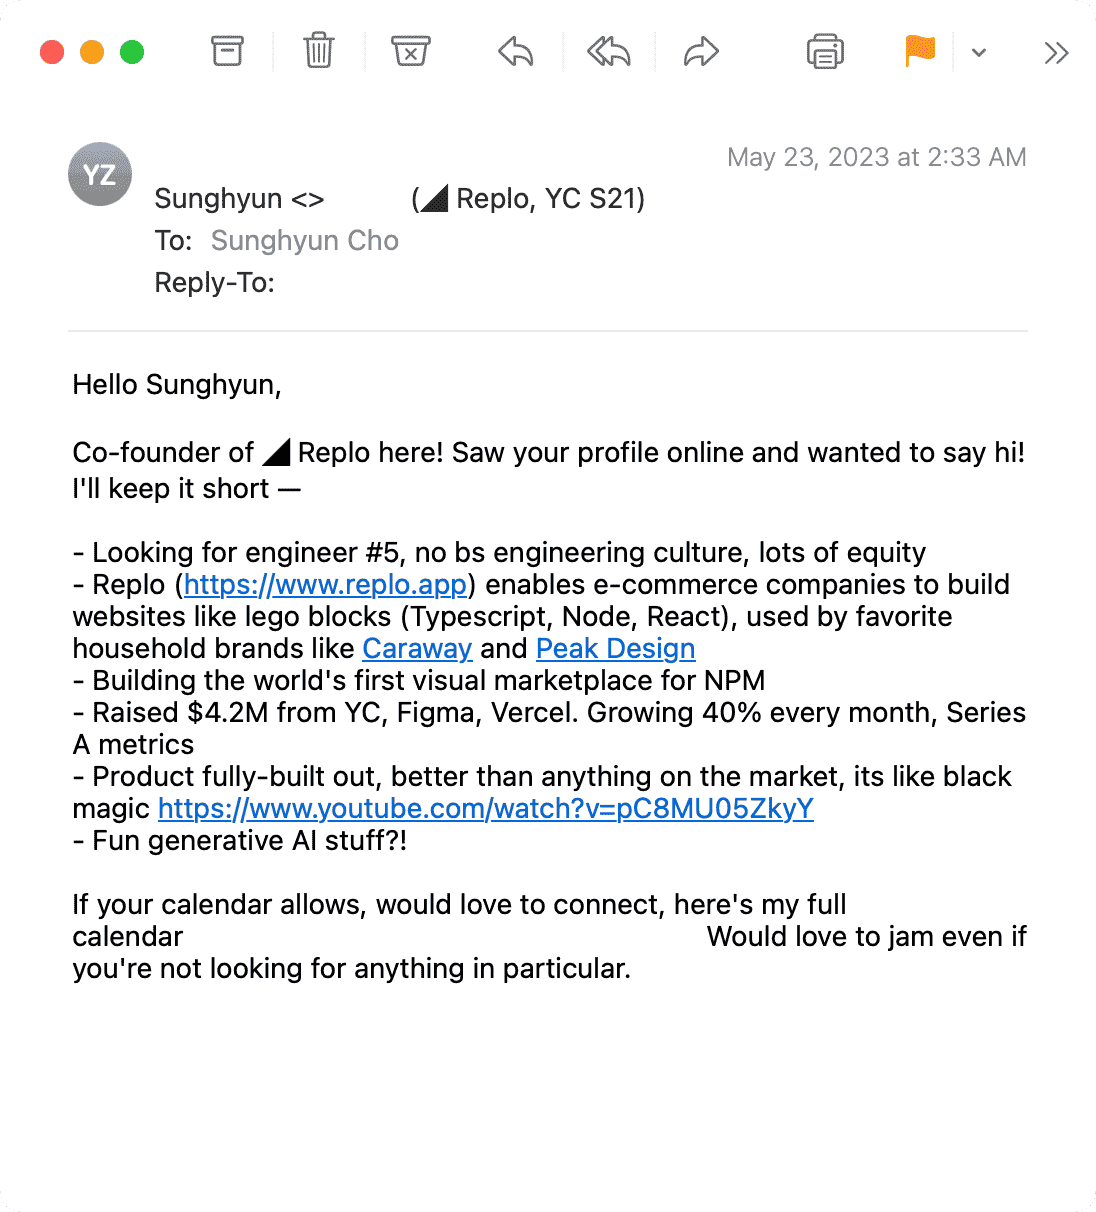 YZ
May 23, 2023 at 2:33 AM
Sunghyun <> (◢ Replo, YC S21)
To: Sunghyun Cho
Reply-To:
Hello Sunghyun,
Co-founder of ◢ Replo here! Saw your profile online and wanted to say hi!
I'll keep it short —
- Looking for engineer #5, no bs engineering culture, lots of equity
- Replo (https://www.replo.app) enables e-commerce companies to build
websites like lego blocks (Typescript, Node, React), used by favorite
household brands like Caraway and Peak Design
- Building the world's first visual marketplace for NPM
- Raised $4.2M from YC, Figma, Vercel. Growing 40% every month, Series
A metrics
- Product fully-built out, better than anything on the market, its like black
magic https://www.youtube.com/watch?v=pC8MU05ZkyY
- Fun generative AI stuff?!
If your calendar allows, would love to connect, here's my full
calendar Would love to jam even if
you're not looking for anything in particular.